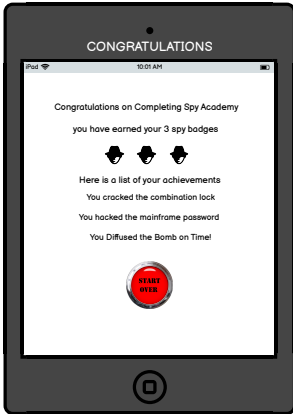 CONGRATULATIONS
iPad 10:01 AM
Congratulations on Completing Spy Academy
you have earned your 3 spy badges
Here is a list of your achievements
You cracked the combination lock
You hacked the mainframe password
You Diffused the Bomb on Time!
START
OVER